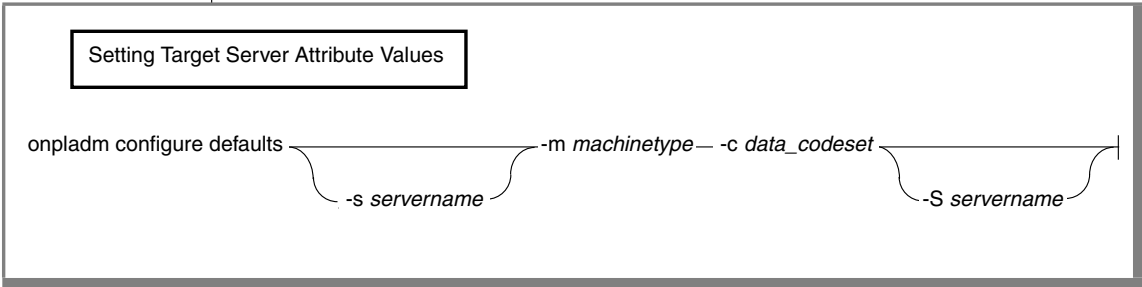 Setting Target Server Attribute Values
onpladm configure defaults -m machinetype -c data_codeset
-s servername -S servername